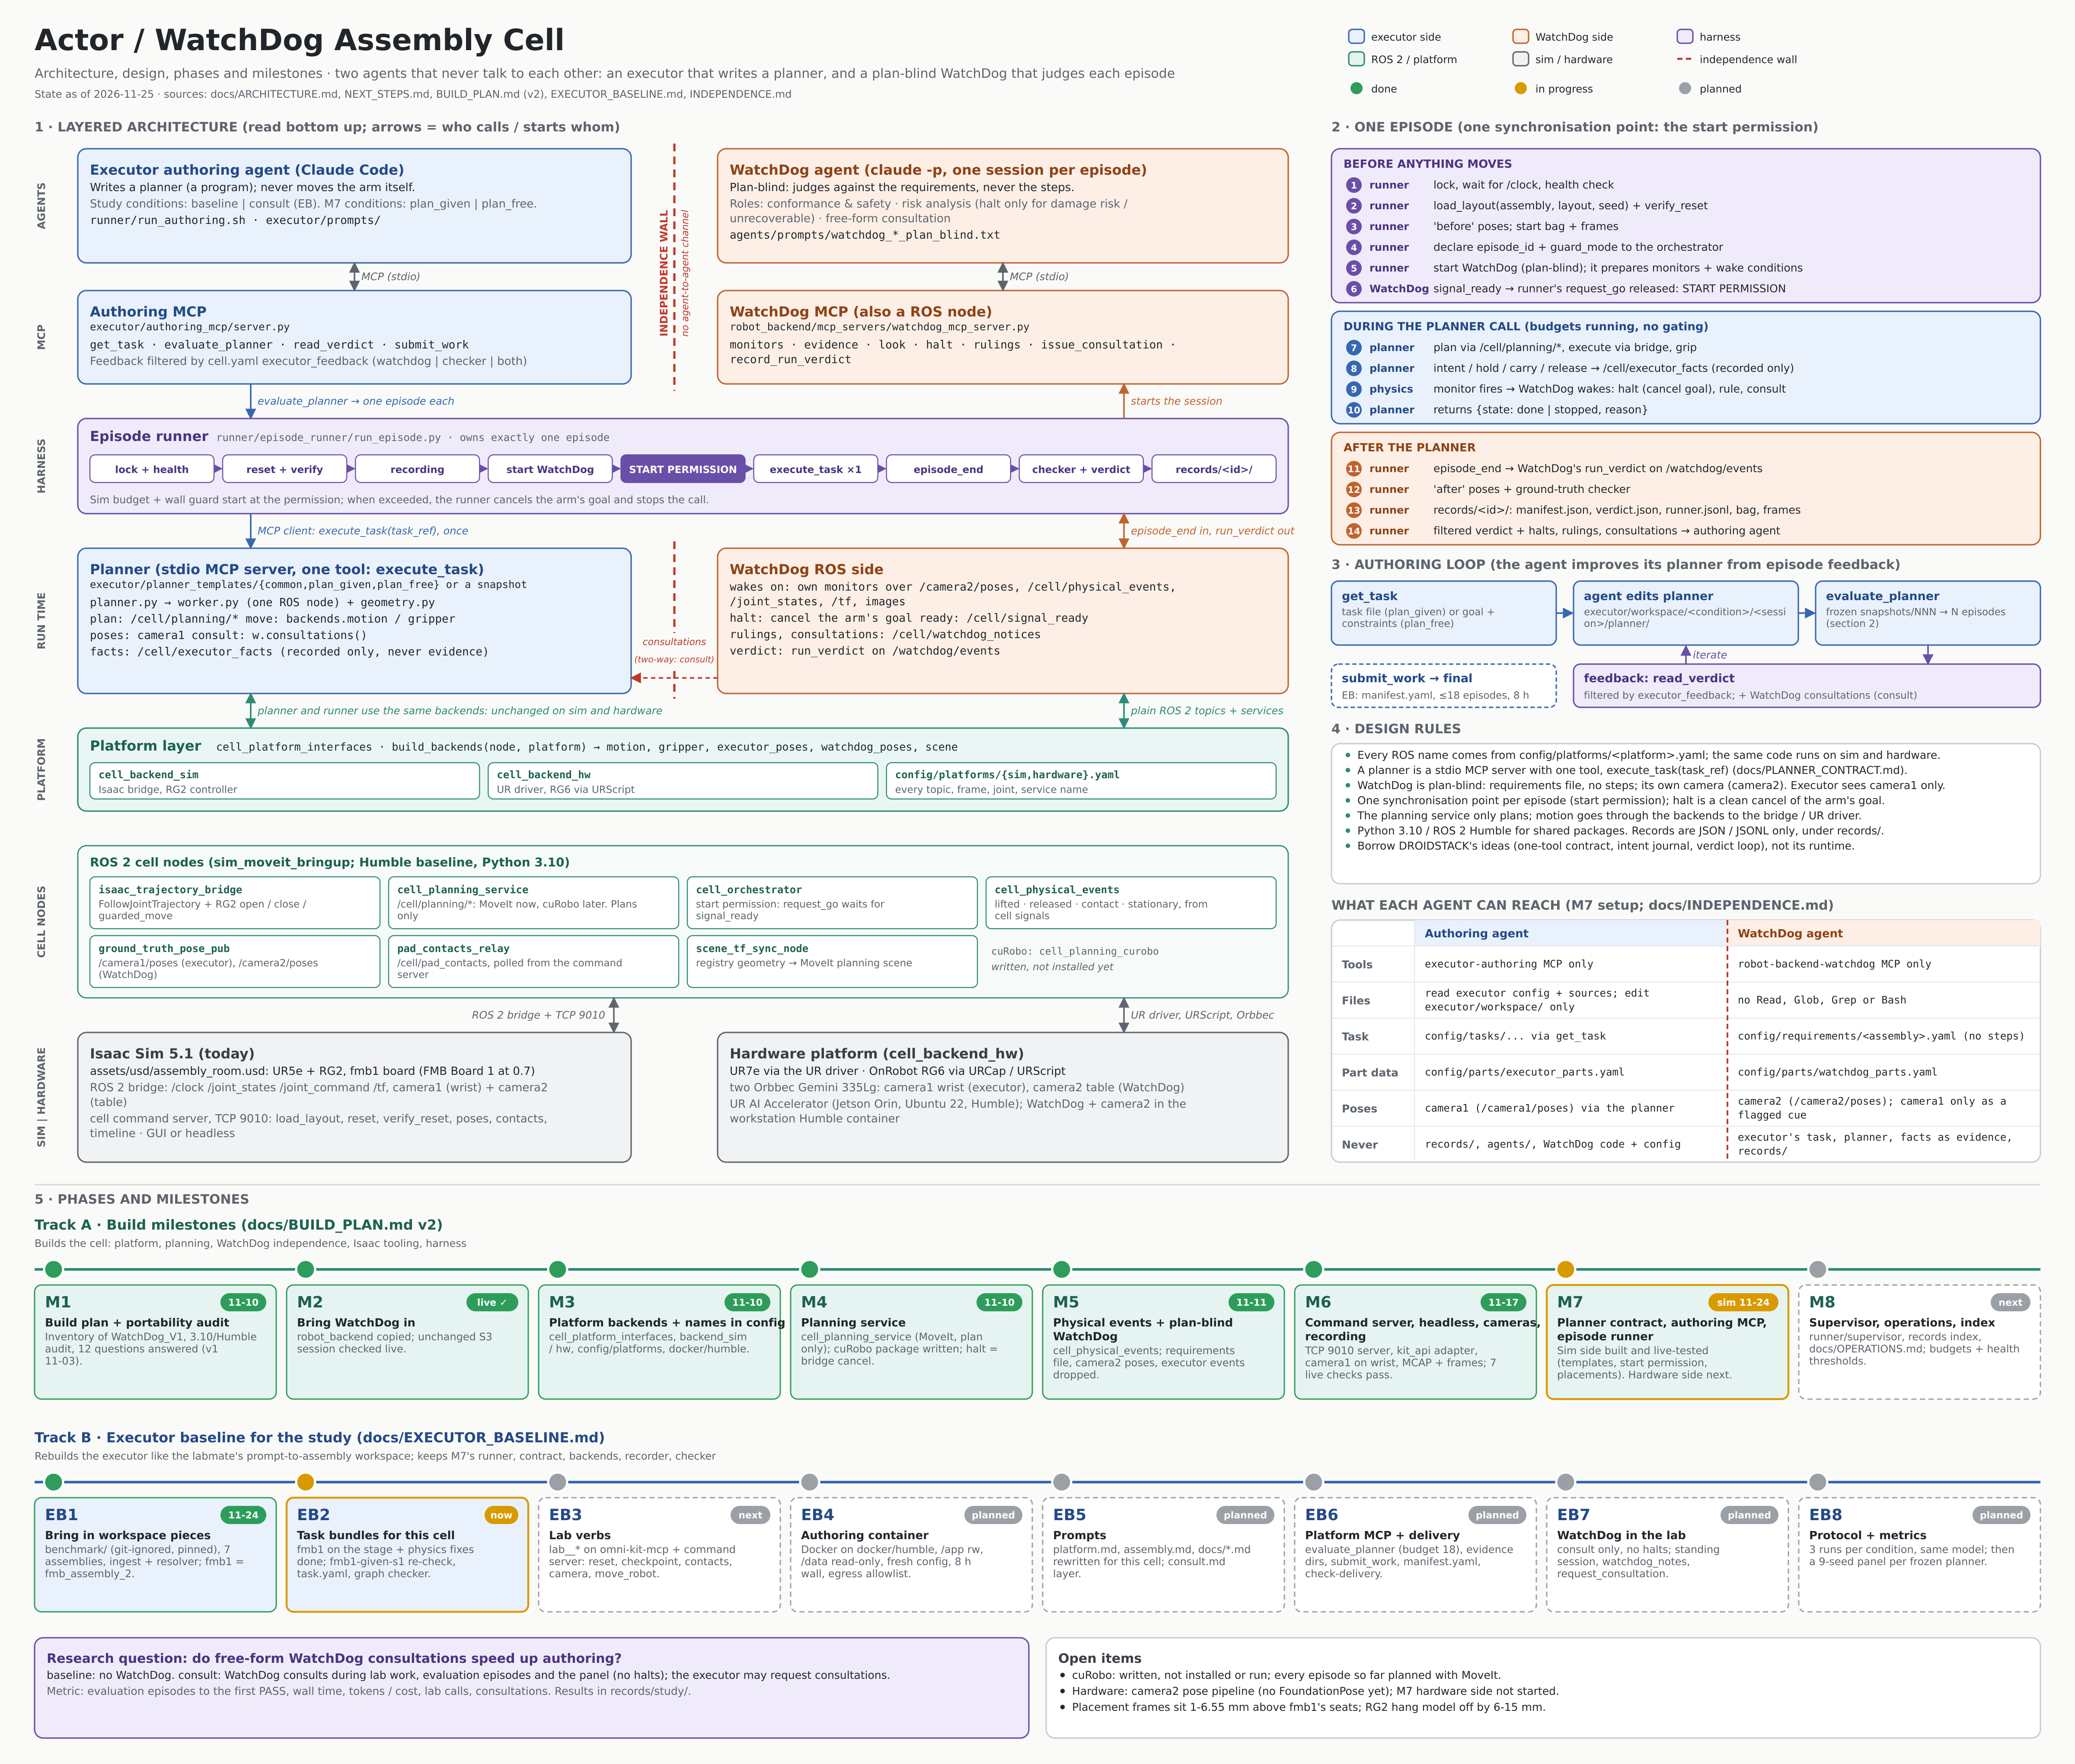 Actor / WatchDog Assembly Cell
Architecture, design, phases and milestones · two agents that never talk to each other: an executor that writes a planner, and a plan-blind WatchDog that judges each episode
State as of 2026-11-25 · sources: docs/ARCHITECTURE.md, NEXT_STEPS.md, BUILD_PLAN.md (v2), EXECUTOR_BASELINE.md, INDEPENDENCE.md
executor side
WatchDog side
harness
ROS 2 / platform
sim / hardware
independence wall
done
in progress
planned
1 · LAYERED ARCHITECTURE (read bottom up; arrows = who calls / starts whom)
AGENTS
Executor authoring agent (Claude Code)
Writes a planner (a program); never moves the arm itself.
Study conditions: baseline | consult (EB). M7 conditions: plan_given | plan_free.
runner/run_authoring.sh · executor/prompts/
INDEPENDENCE WALL
no agent-to-agent channel
WatchDog agent (claude -p, one session per episode)
Plan-blind: judges against the requirements, never the steps.
Roles: conformance & safety · risk analysis (halt only for damage risk /
unrecoverable) · free-form consultation
agents/prompts/watchdog_*_plan_blind.txt
MCP (stdio)
MCP (stdio)
MCP
Authoring MCP
executor/authoring_mcp/server.py
get_task · evaluate_planner · read_verdict · submit_work
Feedback filtered by cell.yaml executor_feedback (watchdog | checker | both)
WatchDog MCP (also a ROS node)
robot_backend/mcp_servers/watchdog_mcp_server.py
monitors · evidence · look · halt · rulings · issue_consultation ·
record_run_verdict
evaluate_planner → one episode each
starts the session
HARNESS
Episode runner runner/episode_runner/run_episode.py · owns exactly one episode
lock + health
reset + verify
recording
start WatchDog
START PERMISSION
execute_task ×1
episode_end
checker + verdict
records/<id>/
Sim budget + wall guard start at the permission; when exceeded, the runner cancels the arm's goal and stops the call.
MCP client: execute_task(task_ref), once
episode_end in, run_verdict out
RUN TIME
Planner (stdio MCP server, one tool: execute_task)
executor/planner_templates/{common,plan_given,plan_free} or a snapshot
planner.py → worker.py (one ROS node) + geometry.py
plan: /cell/planning/* move: backends.motion / gripper
poses: camera1 consult: w.consultations()
facts: /cell/executor_facts (recorded only, never evidence)
consultations
(two-way: consult)
WatchDog ROS side
wakes on: own monitors over /camera2/poses, /cell/physical_events,
/joint_states, /tf, images
halt: cancel the arm's goal ready: /cell/signal_ready
rulings, consultations: /cell/watchdog_notices
verdict: run_verdict on /watchdog/events
planner and runner use the same backends: unchanged on sim and hardware
plain ROS 2 topics + services
PLATFORM
Platform layer cell_platform_interfaces · build_backends(node, platform) → motion, gripper, executor_poses, watchdog_poses, scene
cell_backend_sim
Isaac bridge, RG2 controller
cell_backend_hw
UR driver, RG6 via URScript
config/platforms/{sim,hardware}.yaml
every topic, frame, joint, service name
CELL NODES
ROS 2 cell nodes (sim_moveit_bringup; Humble baseline, Python 3.10)
isaac_trajectory_bridge
FollowJointTrajectory + RG2 open / close /
guarded_move
cell_planning_service
/cell/planning/*: MoveIt now, cuRobo later. Plans
only
cell_orchestrator
start permission: request_go waits for
signal_ready
cell_physical_events
lifted · released · contact · stationary, from
cell signals
ground_truth_pose_pub
/camera1/poses (executor), /camera2/poses
(WatchDog)
pad_contacts_relay
/cell/pad_contacts, polled from the command
server
scene_tf_sync_node
registry geometry → MoveIt planning scene
cuRobo: cell_planning_curobo
written, not installed yet
ROS 2 bridge + TCP 9010
UR driver, URScript, Orbbec
SIM | HARDWARE
Isaac Sim 5.1 (today)
assets/usd/assembly_room.usd: UR5e + RG2, fmb1 board (FMB Board 1 at 0.7)
ROS 2 bridge: /clock /joint_states /joint_command /tf, camera1 (wrist) + camera2
(table)
cell command server, TCP 9010: load_layout, reset, verify_reset, poses, contacts,
timeline · GUI or headless
Hardware platform (cell_backend_hw)
UR7e via the UR driver · OnRobot RG6 via URCap / URScript
two Orbbec Gemini 335Lg: camera1 wrist (executor), camera2 table (WatchDog)
UR AI Accelerator (Jetson Orin, Ubuntu 22, Humble); WatchDog + camera2 in the
workstation Humble container
2 · ONE EPISODE (one synchronisation point: the start permission)
BEFORE ANYTHING MOVES
1 runner lock, wait for /clock, health check
2 runner load_layout(assembly, layout, seed) + verify_reset
3 runner 'before' poses; start bag + frames
4 runner declare episode_id + guard_mode to the orchestrator
5 runner start WatchDog (plan-blind); it prepares monitors + wake conditions
6 WatchDog signal_ready → runner's request_go released: START PERMISSION
DURING THE PLANNER CALL (budgets running, no gating)
7 planner plan via /cell/planning/*, execute via bridge, grip
8 planner intent / hold / carry / release → /cell/executor_facts (recorded only)
9 physics monitor fires → WatchDog wakes: halt (cancel goal), rule, consult
10 planner returns {state: done | stopped, reason}
AFTER THE PLANNER
11 runner episode_end → WatchDog's run_verdict on /watchdog/events
12 runner 'after' poses + ground-truth checker
13 runner records/<id>/: manifest.json, verdict.json, runner.jsonl, bag, frames
14 runner filtered verdict + halts, rulings, consultations → authoring agent
3 · AUTHORING LOOP (the agent improves its planner from episode feedback)
get_task
task file (plan_given) or goal +
constraints (plan_free)
agent edits planner
executor/workspace/<condition>/<sessi
on>/planner/
evaluate_planner
frozen snapshots/NNN → N episodes
(section 2)
iterate
submit_work → final
EB: manifest.yaml, ≤18 episodes, 8 h
feedback: read_verdict
filtered by executor_feedback; + WatchDog consultations (consult)
4 · DESIGN RULES
• Every ROS name comes from config/platforms/<platform>.yaml; the same code runs on sim and hardware.
• A planner is a stdio MCP server with one tool, execute_task(task_ref) (docs/PLANNER_CONTRACT.md).
• WatchDog is plan-blind: requirements file, no steps; its own camera (camera2). Executor sees camera1 only.
• One synchronisation point per episode (start permission); halt is a clean cancel of the arm's goal.
• The planning service only plans; motion goes through the backends to the bridge / UR driver.
• Python 3.10 / ROS 2 Humble for shared packages. Records are JSON / JSONL only, under records/.
• Borrow DROIDSTACK's ideas (one-tool contract, intent journal, verdict loop), not its runtime.
WHAT EACH AGENT CAN REACH (M7 setup; docs/INDEPENDENCE.md)
Authoring agent
WatchDog agent
Tools
executor-authoring MCP only
robot-backend-watchdog MCP only
Files
read executor config + sources; edit
executor/workspace/ only
no Read, Glob, Grep or Bash
Task
config/tasks/... via get_task
config/requirements/<assembly>.yaml (no steps)
Part data
config/parts/executor_parts.yaml
config/parts/watchdog_parts.yaml
Poses
camera1 (/camera1/poses) via the planner
camera2 (/camera2/poses); camera1 only as a
flagged cue
Never
records/, agents/, WatchDog code + config
executor's task, planner, facts as evidence,
records/
5 · PHASES AND MILESTONES
Track A · Build milestones (docs/BUILD_PLAN.md v2)
Builds the cell: platform, planning, WatchDog independence, Isaac tooling, harness
M1
11-10
Build plan + portability audit
Inventory of WatchDog_V1, 3.10/Humble
audit, 12 questions answered (v1
11-03).
M2
live ✓
Bring WatchDog in
robot_backend copied; unchanged S3
session checked live.
M3
11-10
Platform backends + names in config
cell_platform_interfaces, backend_sim
/ hw, config/platforms, docker/humble.
M4
11-10
Planning service
cell_planning_service (MoveIt, plan
only); cuRobo package written; halt =
bridge cancel.
M5
11-11
Physical events + plan-blind
WatchDog
cell_physical_events; requirements
file, camera2 poses, executor events
dropped.
M6
11-17
Command server, headless, cameras,
recording
TCP 9010 server, kit_api adapter,
camera1 on wrist, MCAP + frames; 7
live checks pass.
M7
sim 11-24
Planner contract, authoring MCP,
episode runner
Sim side built and live-tested
(templates, start permission,
placements). Hardware side next.
M8
next
Supervisor, operations, index
runner/supervisor, records index,
docs/OPERATIONS.md; budgets + health
thresholds.
Track B · Executor baseline for the study (docs/EXECUTOR_BASELINE.md)
Rebuilds the executor like the labmate's prompt-to-assembly workspace; keeps M7's runner, contract, backends, recorder, checker
EB1
11-24
Bring in workspace pieces
benchmark/ (git-ignored, pinned), 7
assemblies, ingest + resolver; fmb1 =
fmb_assembly_2.
EB2
now
Task bundles for this cell
fmb1 on the stage + physics fixes
done; fmb1-given-s1 re-check,
task.yaml, graph checker.
EB3
next
Lab verbs
lab__* on omni-kit-mcp + command
server: reset, checkpoint, contacts,
camera, move_robot.
EB4
planned
Authoring container
Docker on docker/humble, /app rw,
/data read-only, fresh config, 8 h
wall, egress allowlist.
EB5
planned
Prompts
platform.md, assembly.md, docs/*.md
rewritten for this cell; consult.md
layer.
EB6
planned
Platform MCP + delivery
evaluate_planner (budget 18), evidence
dirs, submit_work, manifest.yaml,
check-delivery.
EB7
planned
WatchDog in the lab
consult only, no halts; standing
session, watchdog_notes,
request_consultation.
EB8
planned
Protocol + metrics
3 runs per condition, same model; then
a 9-seed panel per frozen planner.
Research question: do free-form WatchDog consultations speed up authoring?
baseline: no WatchDog. consult: WatchDog consults during lab work, evaluation episodes and the panel (no halts); the executor may request consultations.
Metric: evaluation episodes to the first PASS, wall time, tokens / cost, lab calls, consultations. Results in records/study/.
Open items
• cuRobo: written, not installed or run; every episode so far planned with MoveIt.
• Hardware: camera2 pose pipeline (no FoundationPose yet); M7 hardware side not started.
• Placement frames sit 1-6.55 mm above fmb1's seats; RG2 hang model off by 6-15 mm.